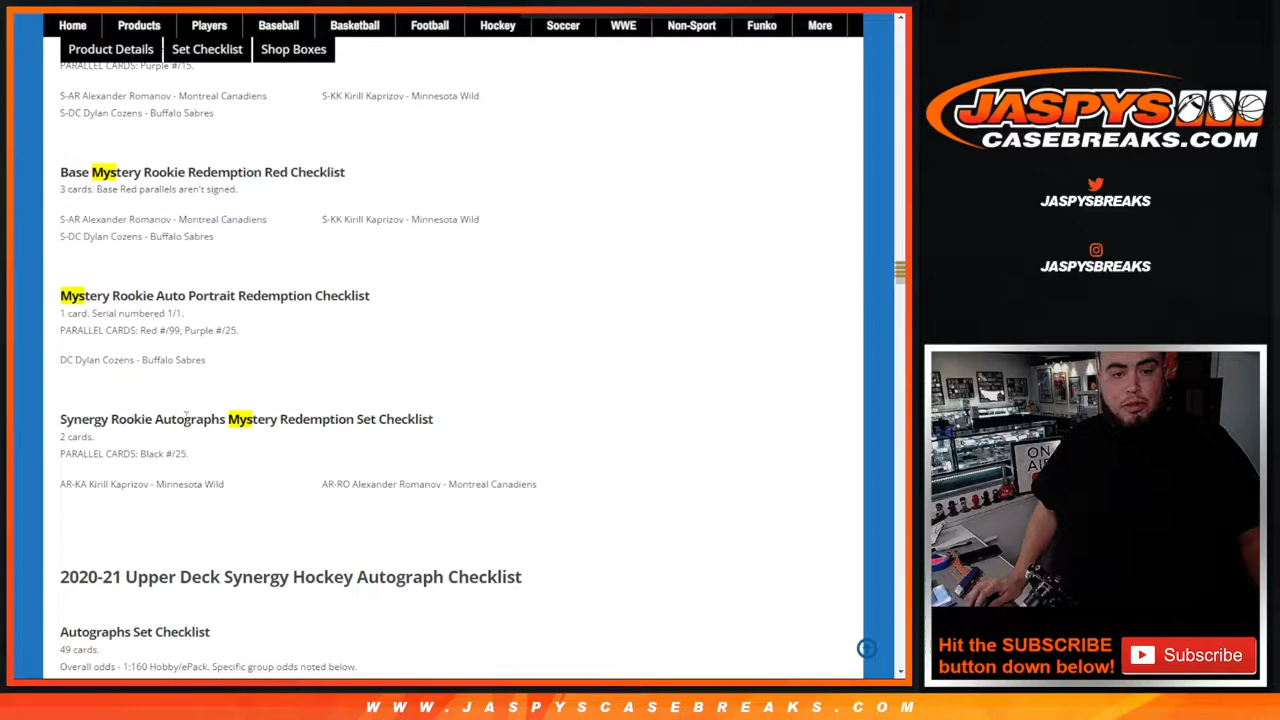 Home Products Players Baseball Basketball Football Hockey Soccer WWE Non-Sport Funko More
Product Details Set Checklist Shop Boxes
PARALLEL CARDS: Purple #/15.
S-AR Alexander Romanov - Montreal Canadiens S-KK Kirill Kaprizov - Minnesota Wild
S-DC Dylan Cozens - Buffalo Sabres
Base Mystery Rookie Redemption Red Checklist
3 cards. Base Red parallels aren't signed.
S-AR Alexander Romanov - Montreal Canadiens S-KK Kirill Kaprizov - Minnesota Wild
S-DC Dylan Cozens - Buffalo Sabres
Mystery Rookie Auto Portrait Redemption Checklist
1 card. Serial numbered 1/1.
PARALLEL CARDS: Red #/99, Purple #/25.
DC Dylan Cozens - Buffalo Sabres
Synergy Rookie Autographs Mystery Redemption Set Checklist
2 cards.
PARALLEL CARDS: Black #/25.
AR-KA Kirill Kaprizov - Minnesota Wild AR-RO Alexander Romanov - Montreal Canadiens
2020-21 Upper Deck Synergy Hockey Autograph Checklist
Autographs Set Checklist
49 cards.
Overall odds - 1:160 Hobby/ePack. Specific group odds noted below.
JASPYS
CASEBREAKS.COM
JASPYSBREAKS
JASPYSBREAKS
ON
AIR
Hit the SUBSCRIBE
button down below!
Subscribe
WWW.JASPYSCASEBREAKS.COM